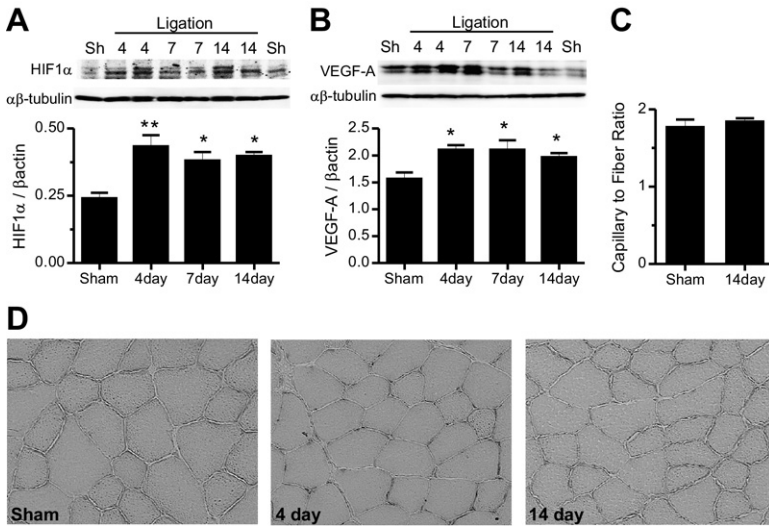 A
Ligation
Sh 4 4 7 7 14 14 Sh
HIF1α
αβ-tubulin
HIF1α / βactin
0.50
0.25
0.00
** * *
Sham 4day 7day 14day
B
Ligation
Sh 4 4 7 7 14 14 Sh
VEGF-A
αβ-tubulin
VEGF-A / βactin
2.5
2.0
1.5
1.0
0.5
0.0
* * *
Sham 4day 7day 14day
C
Capillary to Fiber Ratio
2
1
0
Sham 14day
D
Sham
4 day
14 day